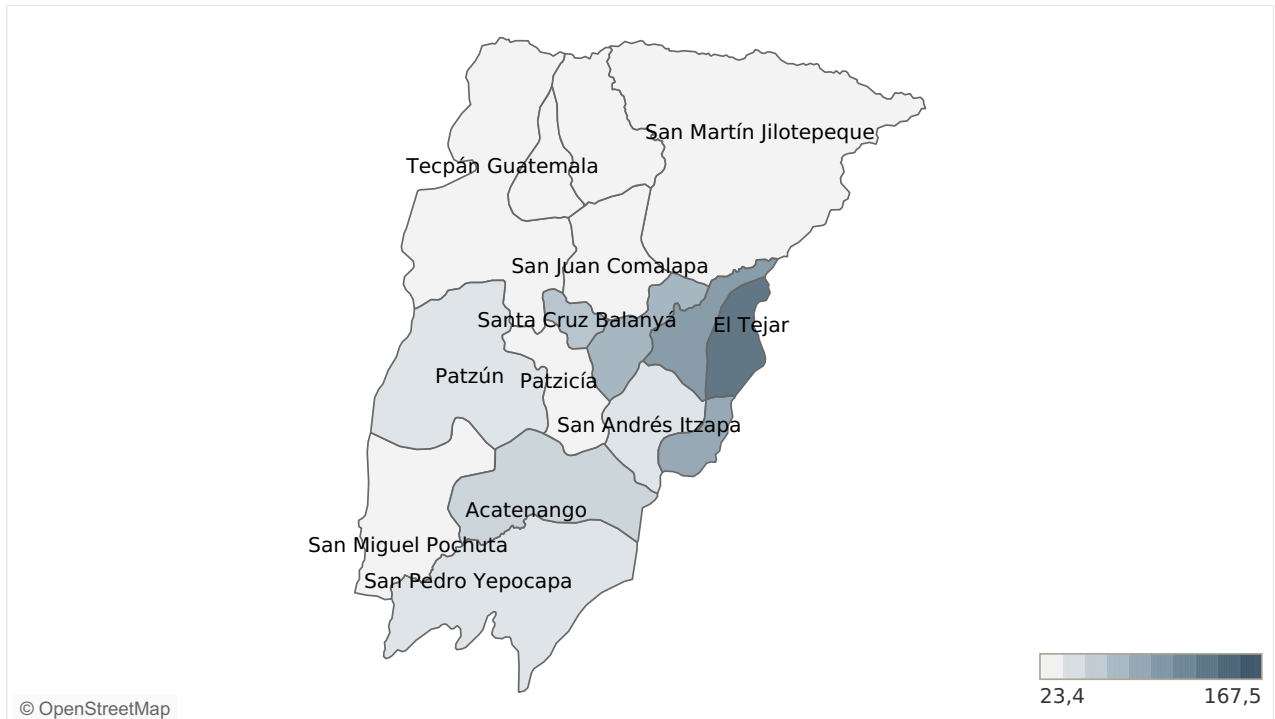 San Martín Jilotepeque
Tecpán Guatemala
San Juan Comalapa
Santa Cruz Balanyá
El Tejar
Patzún
Patzicía
San Andrés Itzapa
Acatenango
San Miguel Pochuta
San Pedro Yepocapa
23,4
167,5
© OpenStreetMap